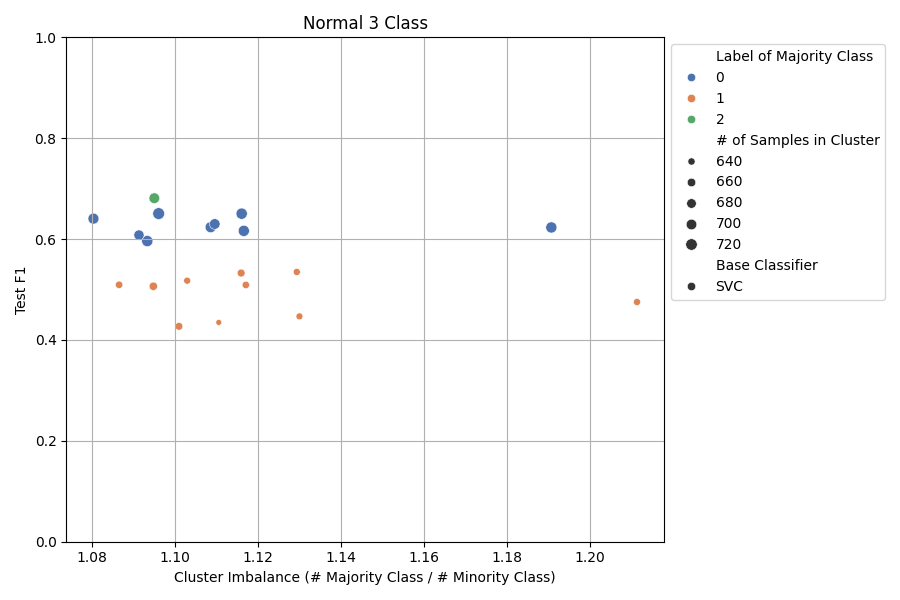 Normal 3 Class
Test F1
1.0
0.8
0.6
0.4
0.2
0.0
1.08 1.10 1.12 1.14 1.16 1.18 1.20
Cluster Imbalance (# Majority Class / # Minority Class)
Label of Majority Class
0
1
2
# of Samples in Cluster
640
660
680
700
720
Base Classifier
SVC